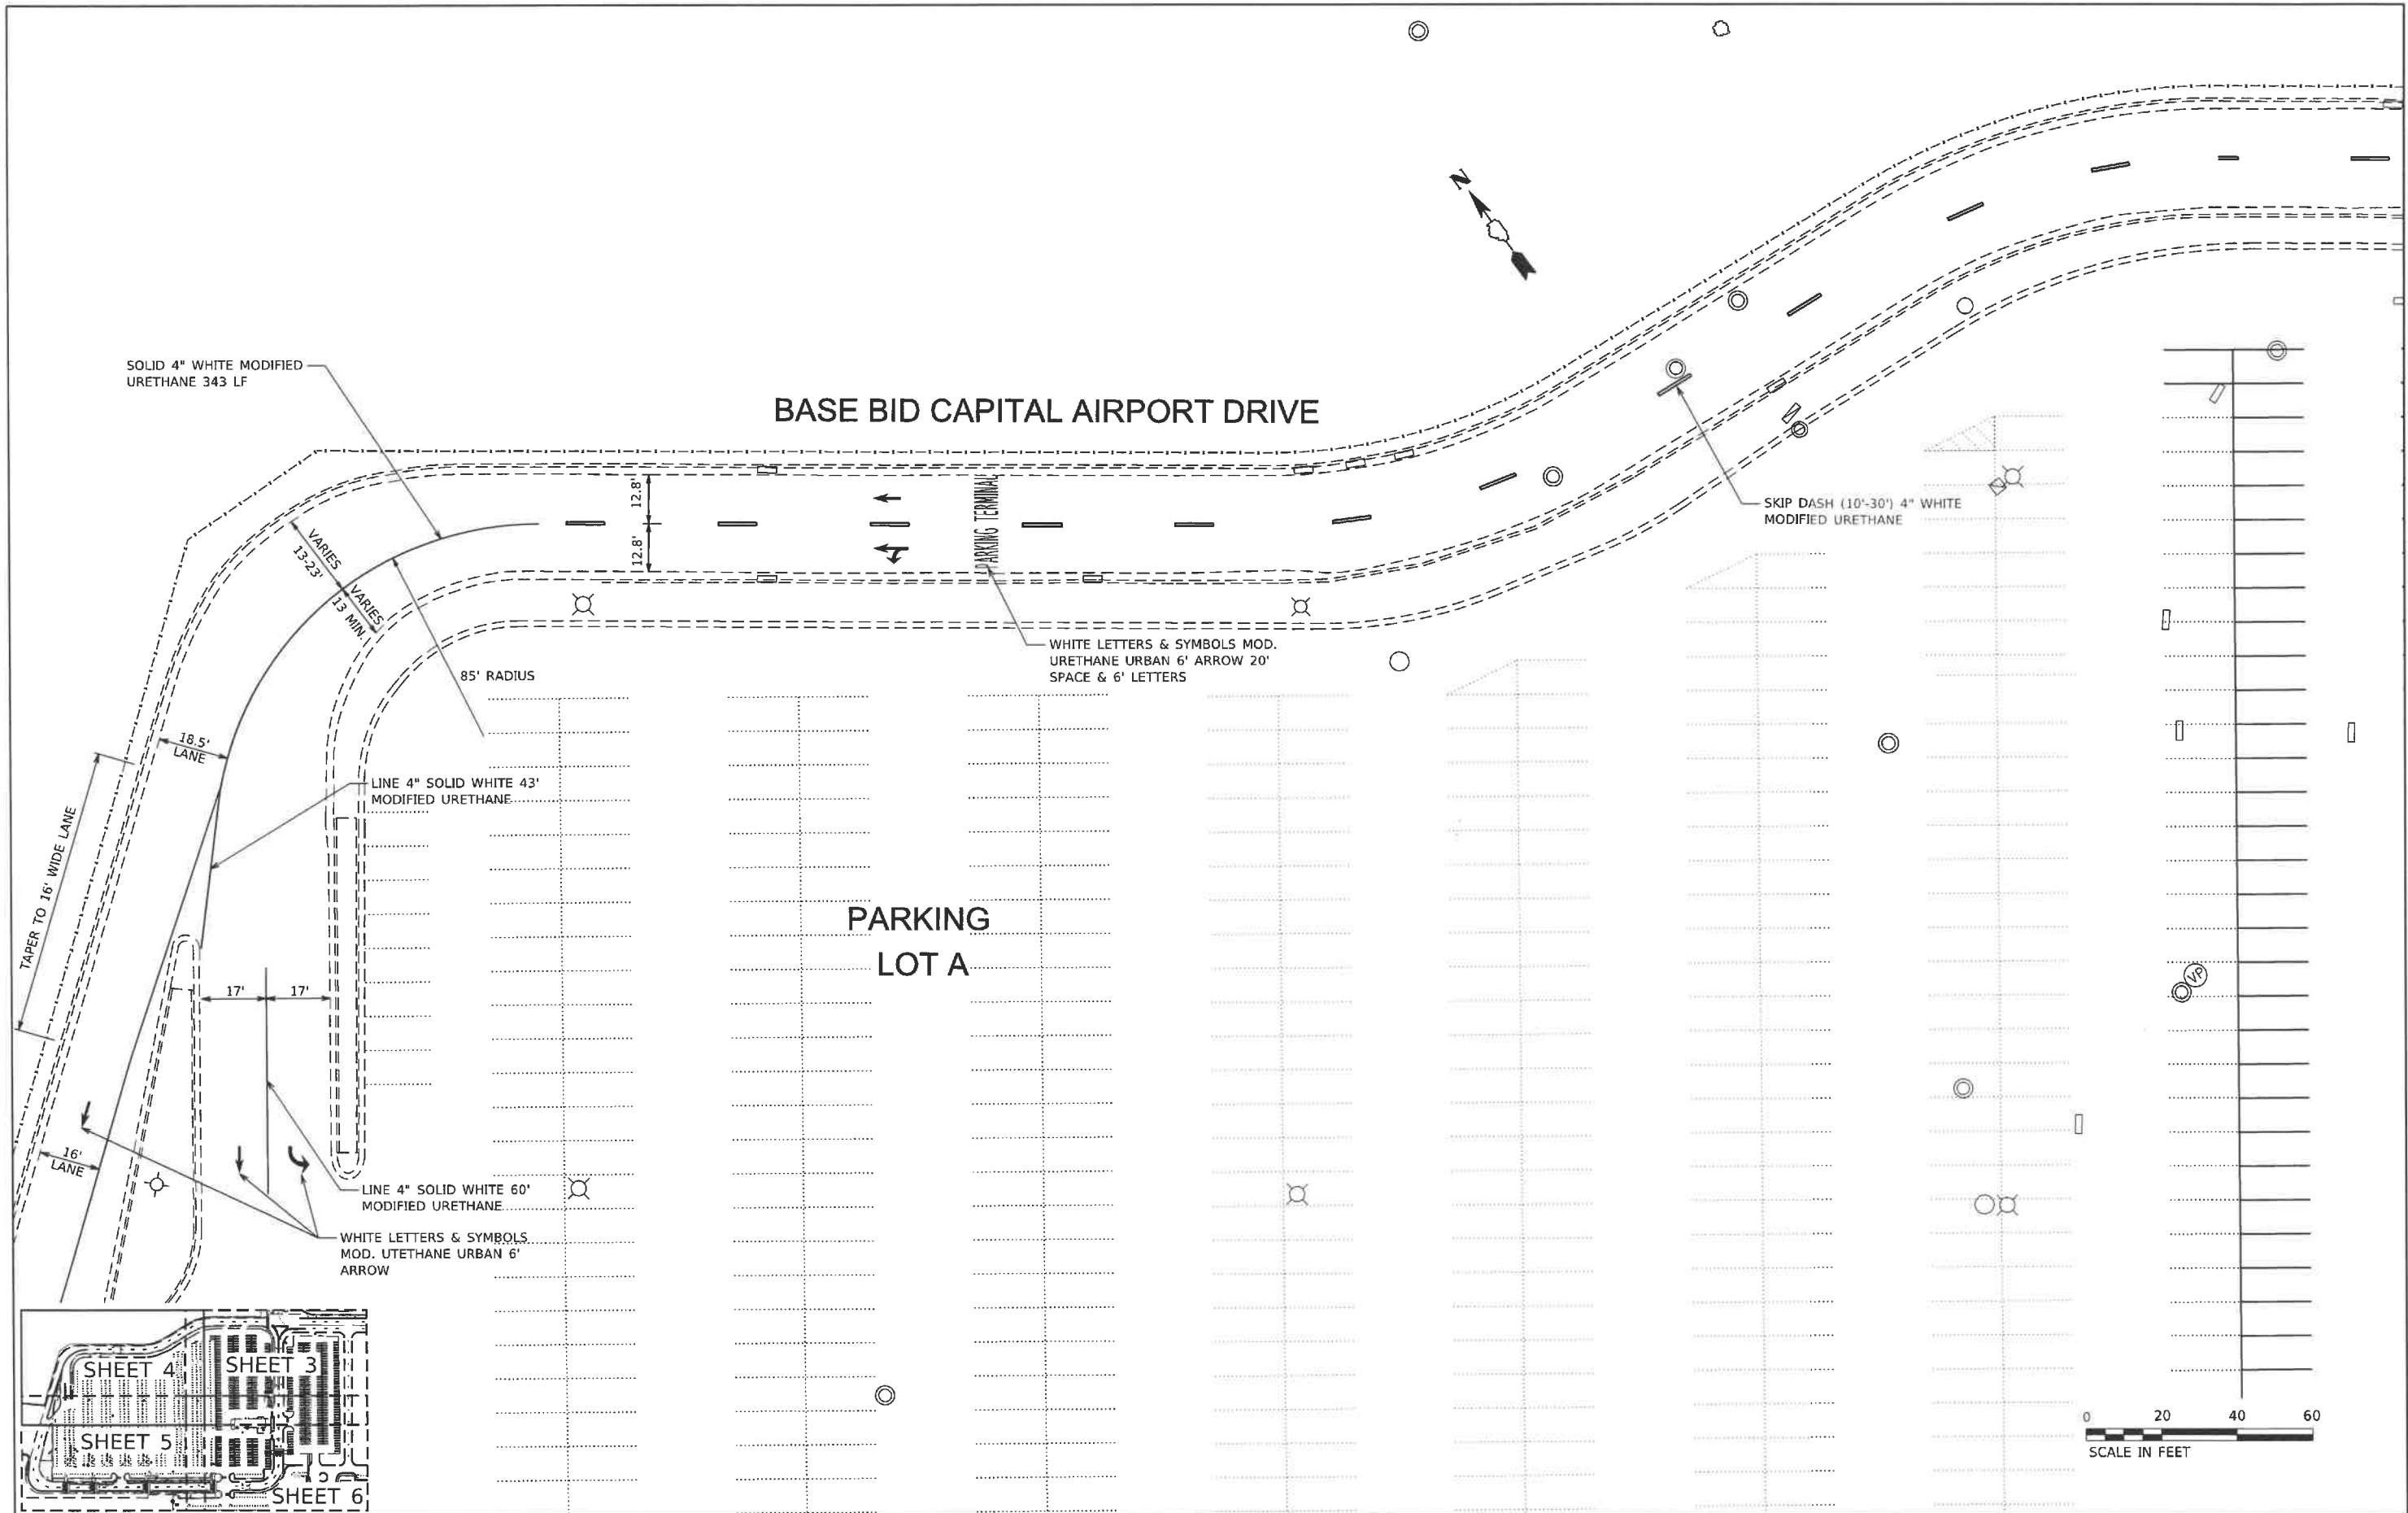 N
SOLID 4" WHITE MODIFIED
URETHANE 343 LF
BASE BID CAPITAL AIRPORT DRIVE
12.8'
12.8'
PARKING TERMINAL
SKIP DASH (10'-30') 4" WHITE
MODIFIED URETHANE
VARIES
13-23'
VARIES
13 MIN.
WHITE LETTERS & SYMBOLS MOD.
URETHANE URBAN 6' ARROW 20'
SPACE & 6' LETTERS
85' RADIUS
18.5'
LANE
LINE 4" SOLID WHITE 43'
MODIFIED URETHANE
TAPER TO 16' WIDE LANE
PARKING
LOT A
VP
17'
17'
16'
LANE
LINE 4" SOLID WHITE 60'
MODIFIED URETHANE
WHITE LETTERS & SYMBOLS
MOD. UTETHANE URBAN 6'
ARROW
SHEET 4
SHEET 3
SHEET 5
SHEET 6
0 20 40 60
SCALE IN FEET